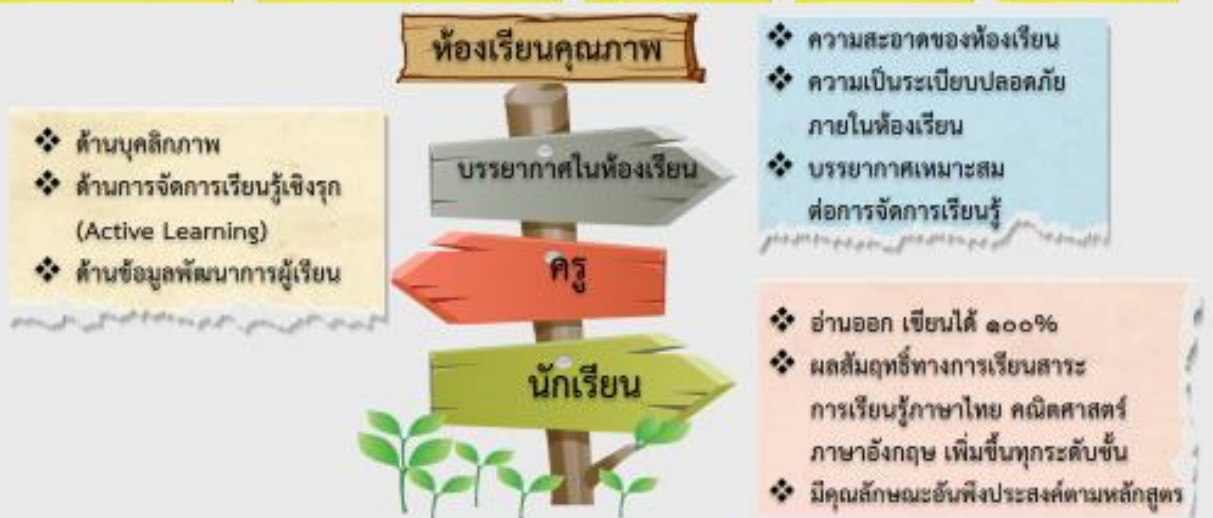 ห้องเรียนคุณภาพ
บรรยากาศในห้องเรียน
❖ ความสะอาดของห้องเรียน
❖ ความเป็นระเบียบปลอดภัย
ภายในห้องเรียน
❖ บรรยากาศเหมาะสม
ต่อการจัดการเรียนรู้
ครู
❖ ด้านบุคลิกภาพ
❖ ด้านการจัดการเรียนรู้เชิงรุก
(Active Learning)
❖ ด้านข้อมูลพัฒนาการผู้เรียน
นักเรียน
❖ อ่านออก เขียนได้ ๑๐๐%
❖ ผลสัมฤทธิ์ทางการเรียนสาระ
การเรียนรู้ภาษาไทย คณิตศาสตร์
ภาษาอังกฤษ เพิ่มขึ้นทุกระดับชั้น
❖ มีคุณลักษณะอันพึงประสงค์ตามหลักสูตร